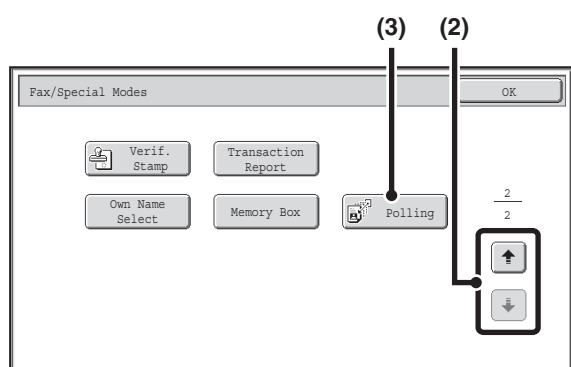 (3) (2)
Fax/Special Modes OK
Verif.
Stamp
Transaction
Report
Own Name
Select
Memory Box
Polling
2
2